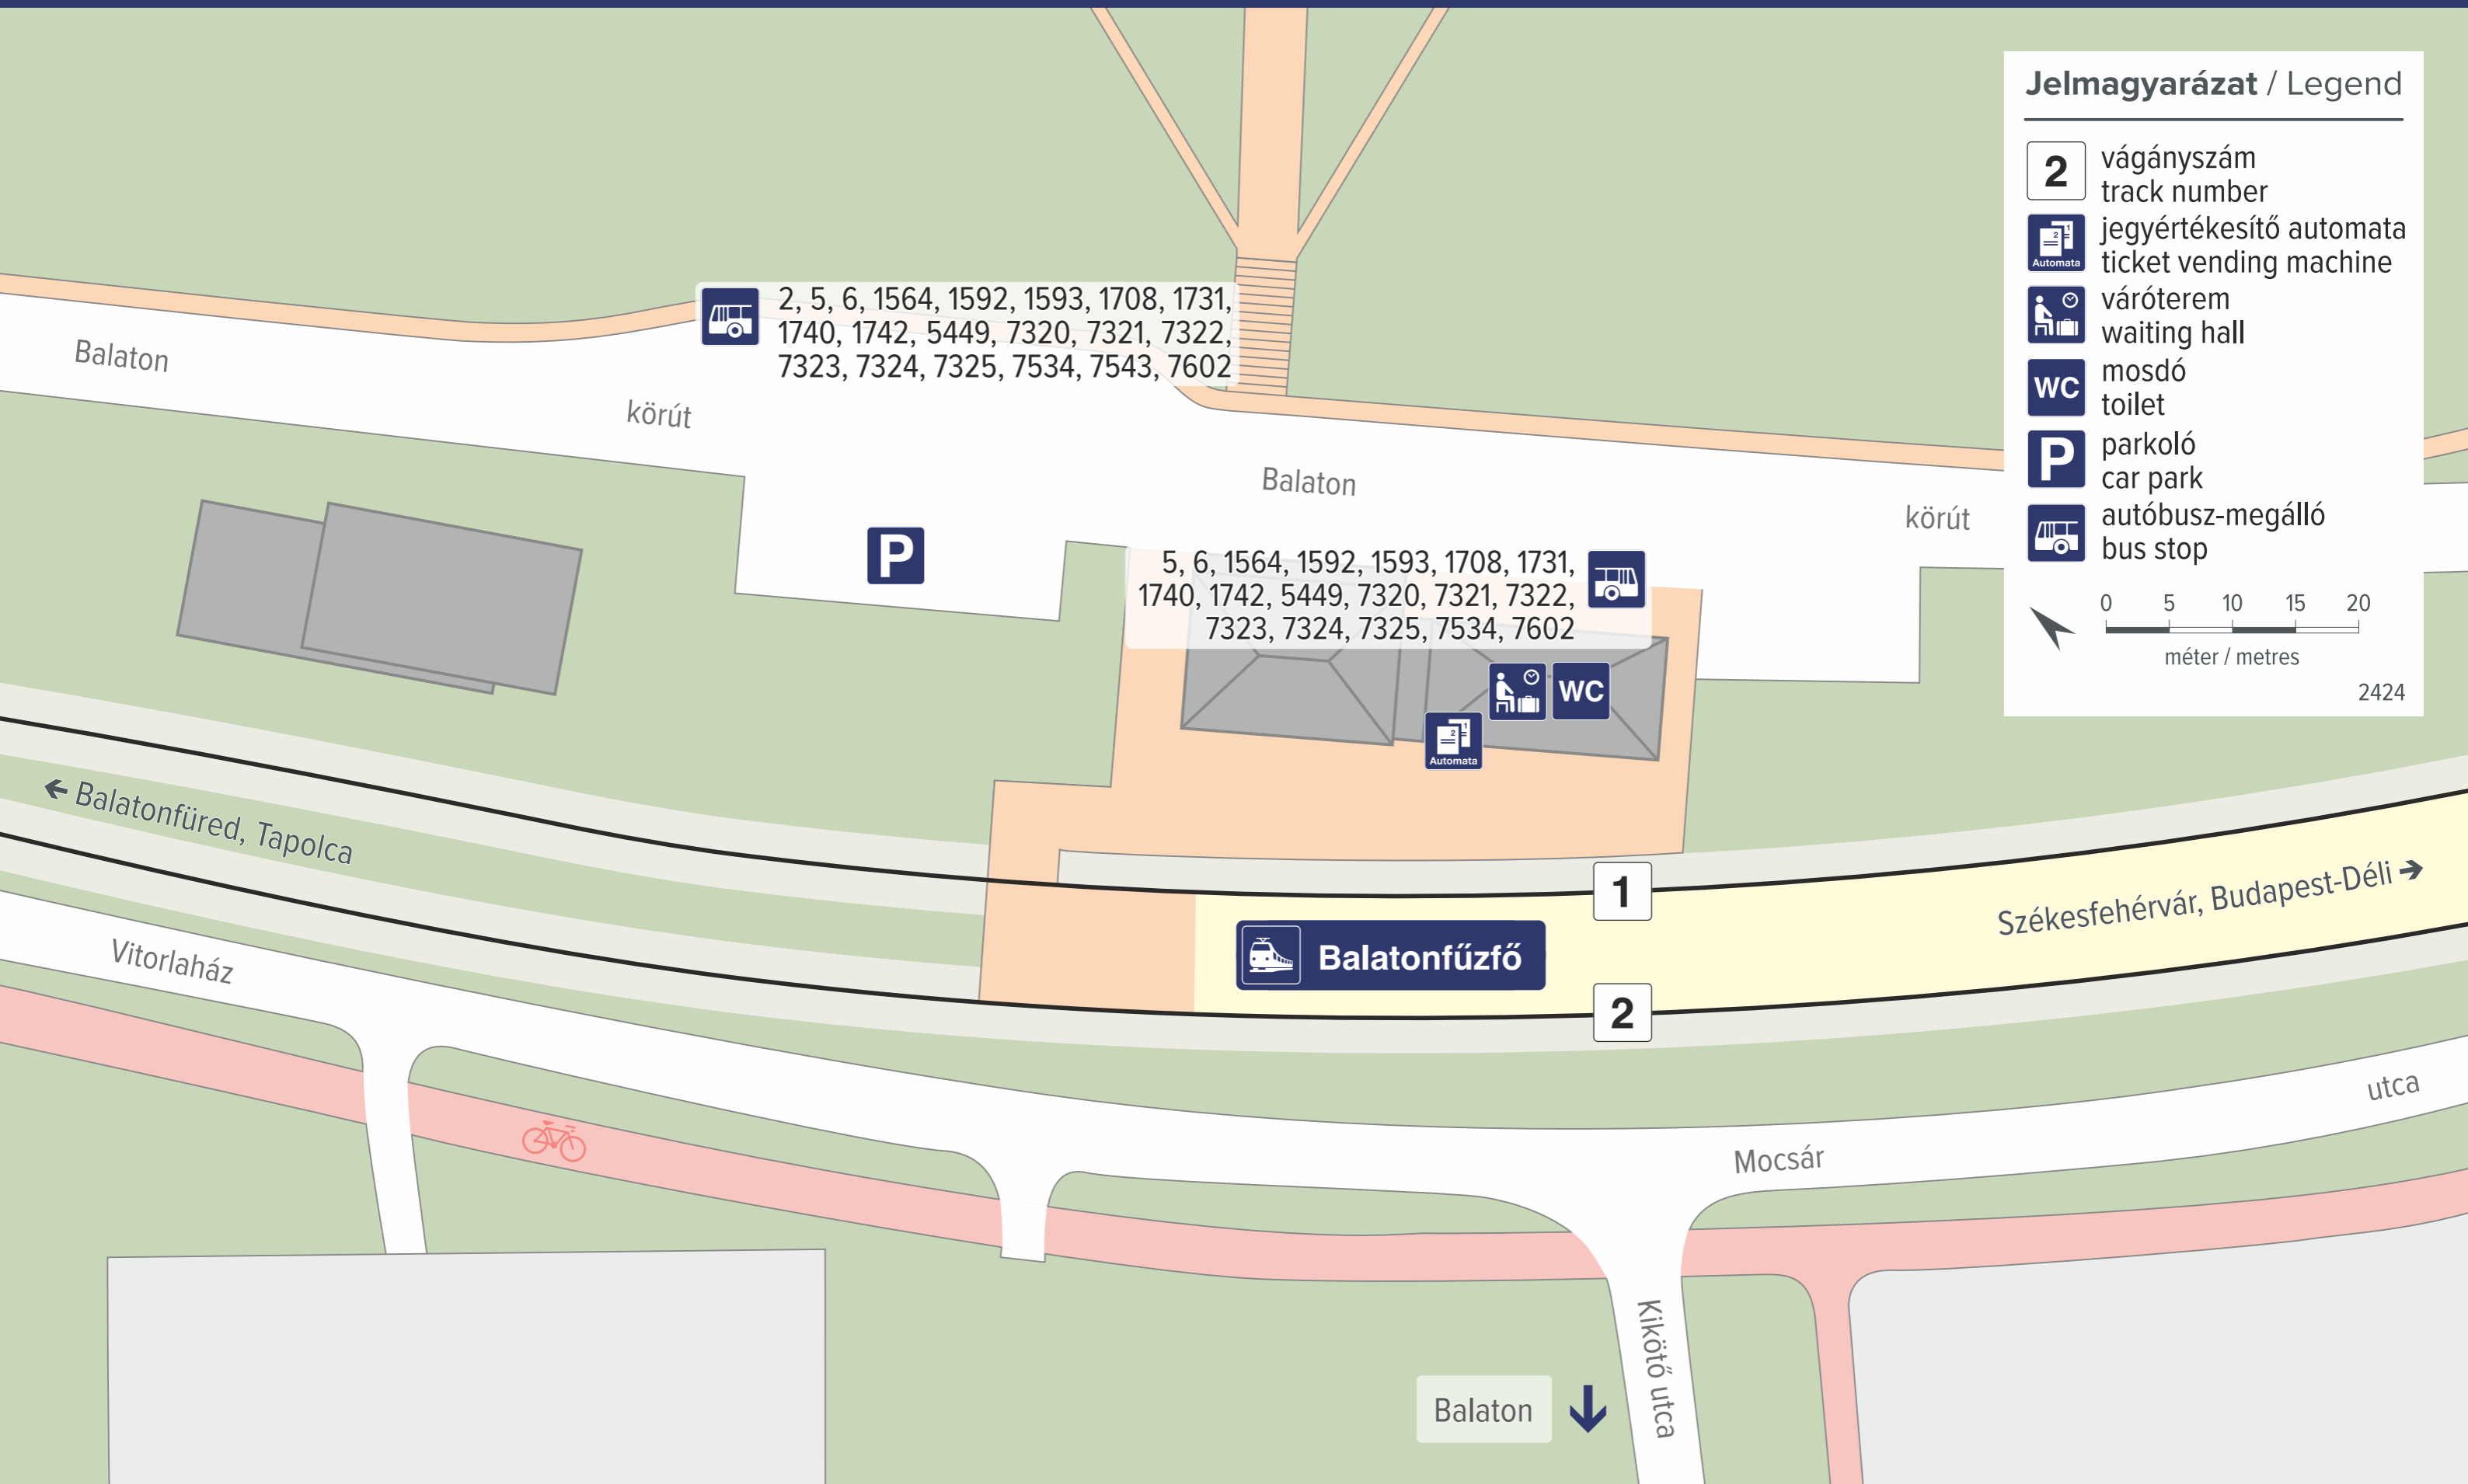 Jelmagyarázat / Legend
2
vágányszám
track number
Automata
jegyértékesítő automata
ticket vending machine
váróterem
waiting hall
WC
mosdó
toilet
P
parkoló
car park
autóbusz-megálló
bus stop
0 5 10 15 20
méter / metres
2424
2, 5, 6, 1564, 1592, 1593, 1708, 1731,
1740, 1742, 5449, 7320, 7321, 7322,
7323, 7324, 7325, 7534, 7543, 7602
Balaton
körút
Balaton
körút
P
5, 6, 1564, 1592, 1593, 1708, 1731,
1740, 1742, 5449, 7320, 7321, 7322,
7323, 7324, 7325, 7534, 7602
WC
Automata
← Balatonfüred, Tapolca
1
Székesfehérvár, Budapest-Déli →
Balatonfűzfő
2
Vitorlaház
utca
Mocsár
Kikötő utca
Balaton ↓